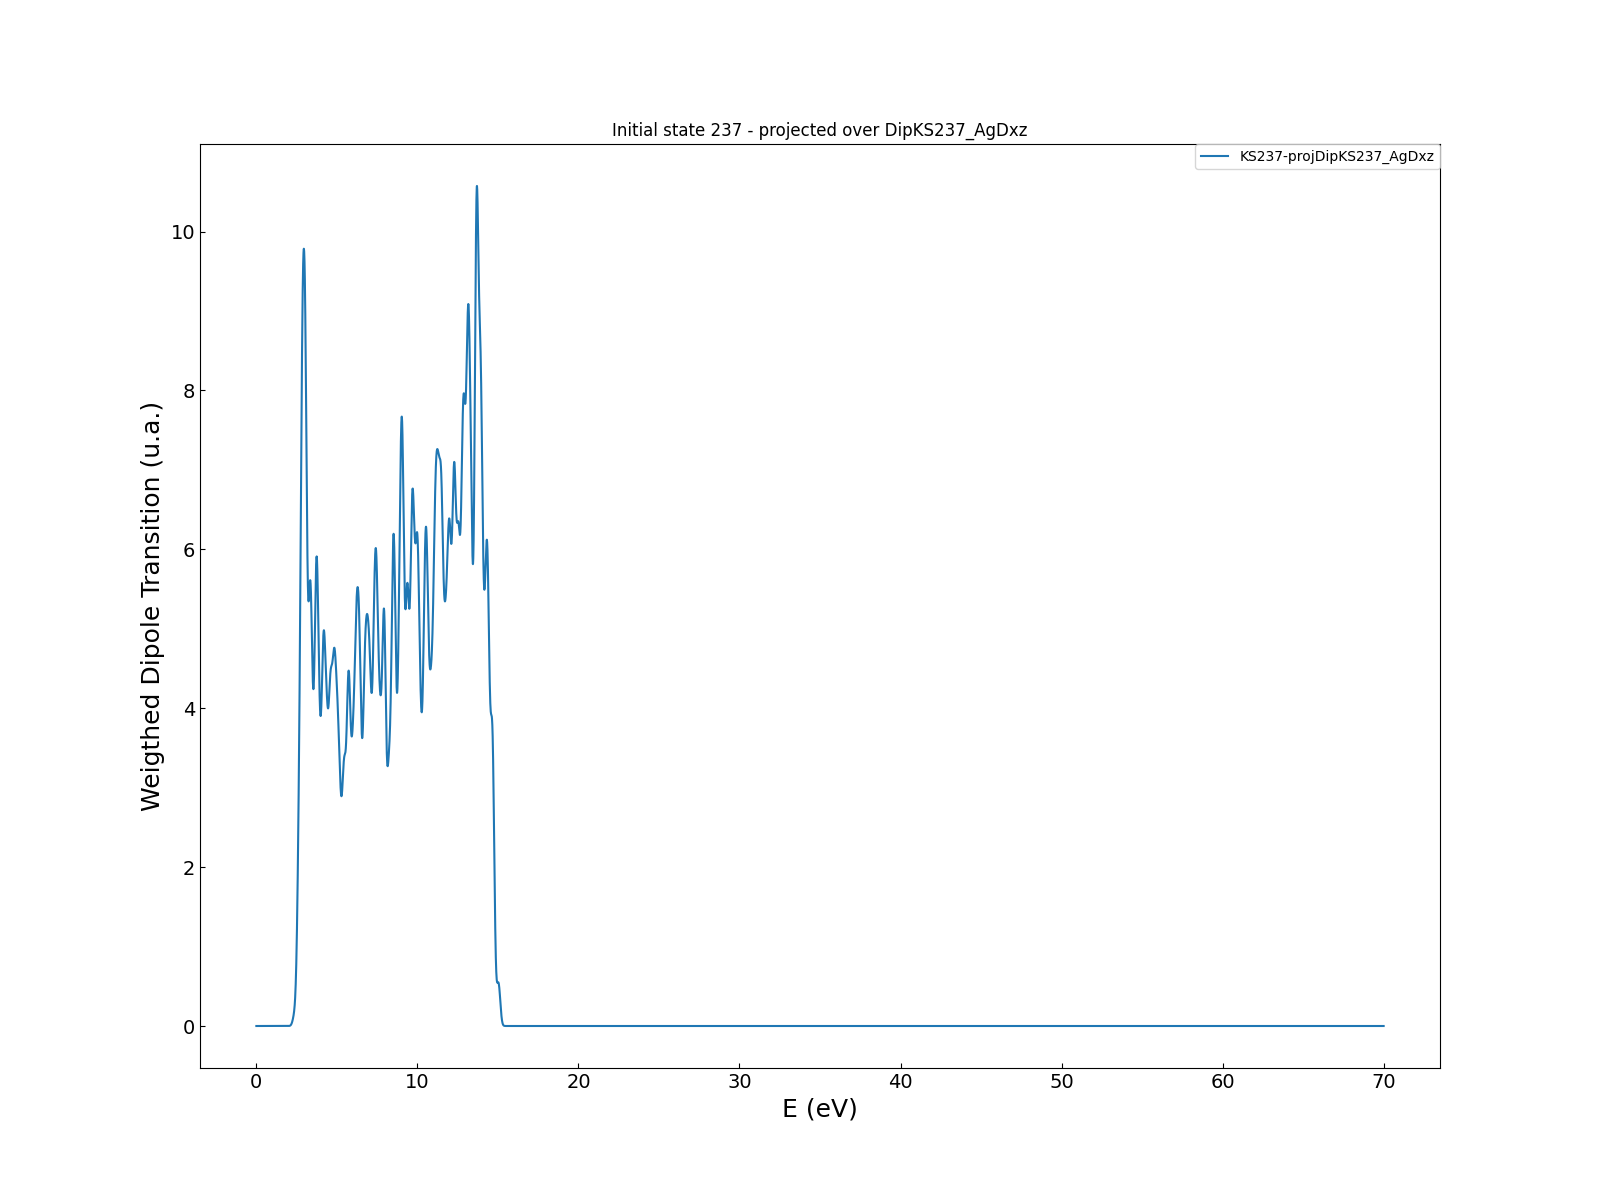 Initial state 237 - projected over DipKS237_AgDxz
KS237-projDipKS237_AgDxz
Weigthed Dipole Transition (u.a.)
10
8
6
4
2
0
0 10 20 30 40 50 60 70
E (eV)